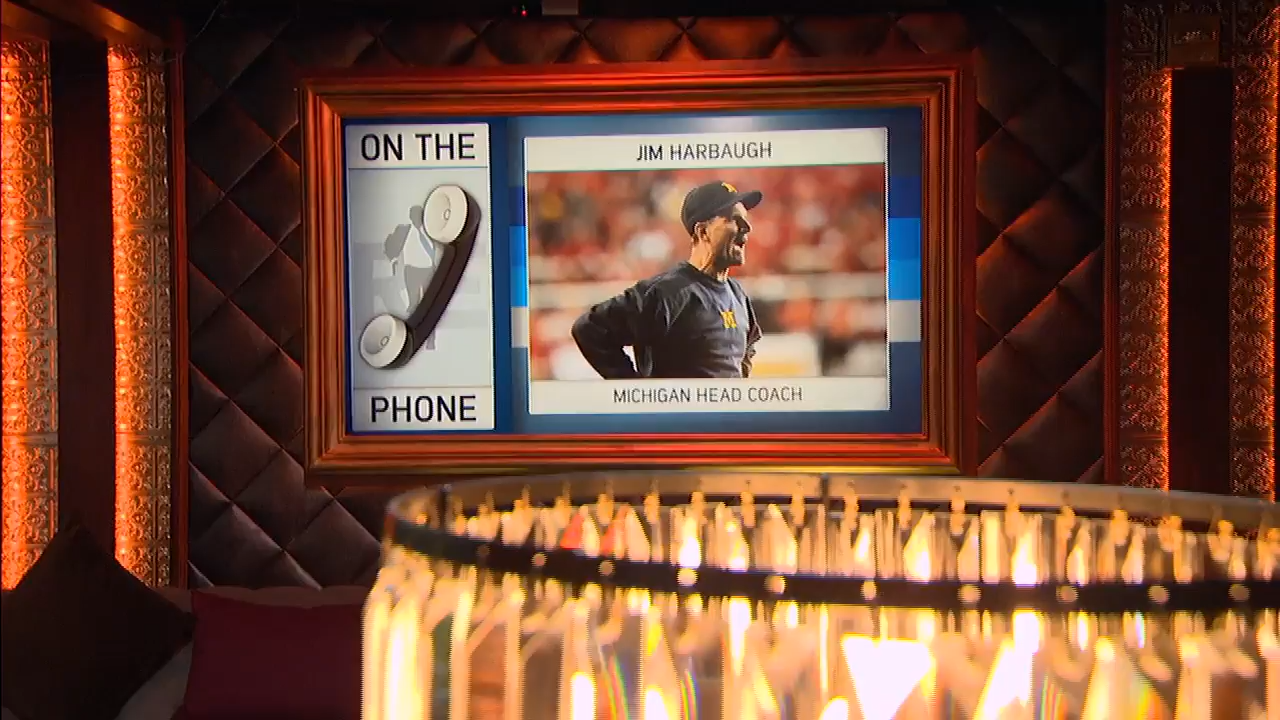 ON THE
PHONE
JIM HARBAUGH
M
MICHIGAN HEAD COACH